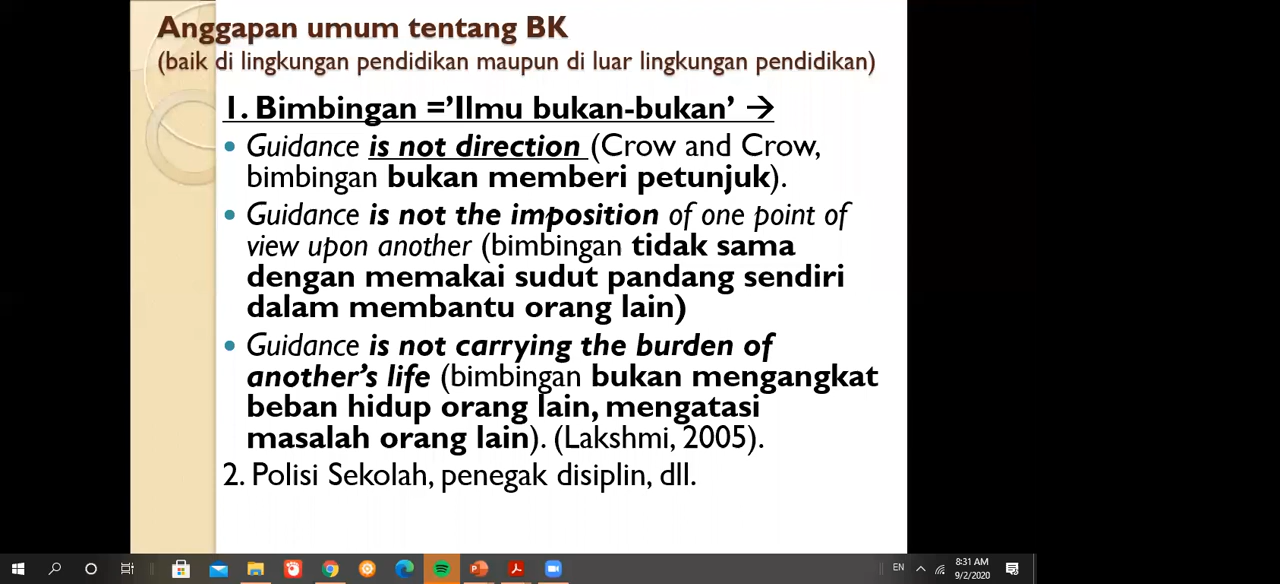 Anggapan umum tentang BK
(baik di lingkungan pendidikan maupun di luar lingkungan pendidikan)
1. Bimbingan =’Ilmu bukan-bukan’ →
• Guidance is not direction (Crow and Crow,
bimbingan bukan memberi petunjuk).
• Guidance is not the imposition of one point of
view upon another (bimbingan tidak sama
dengan memakai sudut pandang sendiri
dalam membantu orang lain)
• Guidance is not carrying the burden of
another’s life (bimbingan bukan mengangkat
beban hidup orang lain, mengatasi
masalah orang lain). (Lakshmi, 2005).
2. Polisi Sekolah, penegak disiplin, dll.
EN
8:31 AM
9/2/2020